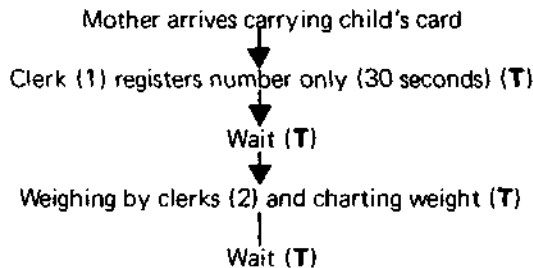 Mother arrives carrying child's card
Clerk (1) registers number only (30 seconds) (T)
Wait (T)
Weighing by clerks (2) and charting weight (T)
Wait (T)